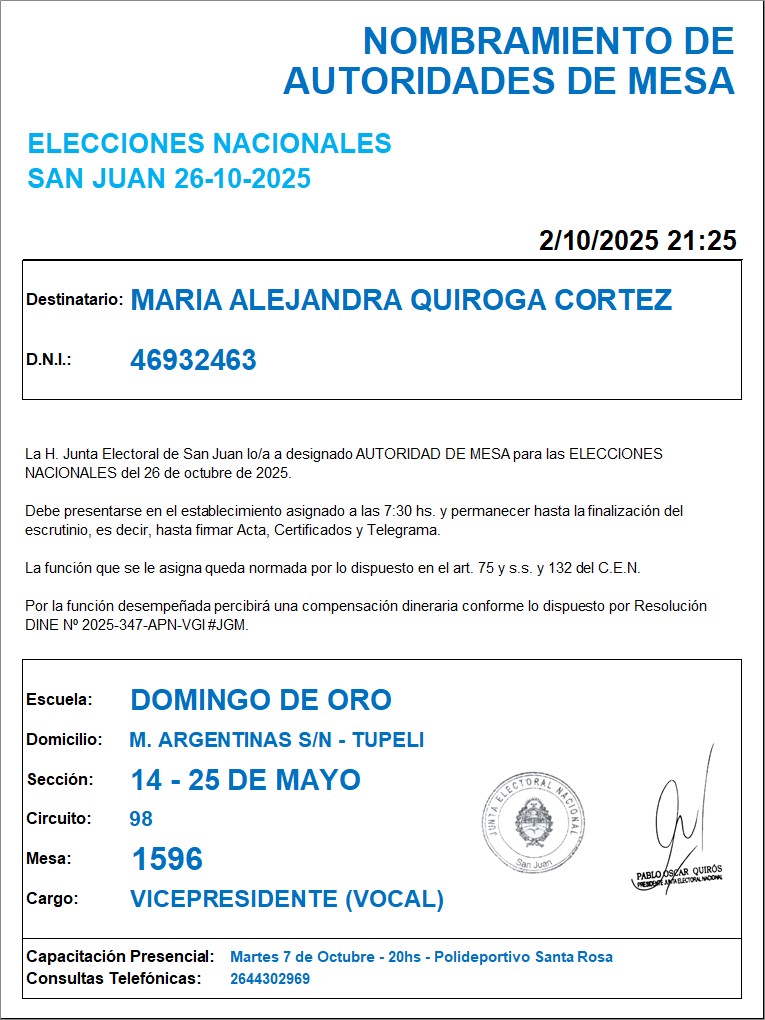 NOMBRAMIENTO DE
AUTORIDADES DE MESA
ELECCIONES NACIONALES
SAN JUAN 26-10-2025
2/10/2025 21:25
Destinatario: MARIA ALEJANDRA QUIROGA CORTEZ
D.N.I.: 46932463
La H. Junta Electoral de San Juan lo/a a designado AUTORIDAD DE MESA para las ELECCIONES
NACIONALES del 26 de octubre de 2025.
Debe presentarse en el establecimiento asignado a las 7:30 hs. y permanecer hasta la finalización del
escrutinio, es decir, hasta firmar Acta, Certificados y Telegrama.
La función que se le asigna queda normada por lo dispuesto en el art. 75 y s.s. y 132 del C.E.N.
Por la función desempeñada percibirá una compensación dineraria conforme lo dispuesto por Resolución
DINE Nº 2025-347-APN-VGI#JGM.
Escuela: DOMINGO DE ORO
Domicilio: M. ARGENTINAS S/N - TUPELI
Sección: 14 - 25 DE MAYO
Circuito: 98
Mesa: 1596
Cargo: VICEPRESIDENTE (VOCAL)
JUNTA ELECTORAL NACIONAL
San Juan
PABLO OSCAR QUIRÓS
PRESIDENTE JUNTA ELECTORAL NACIONAL
Capacitación Presencial: Martes 7 de Octubre - 20hs - Polideportivo Santa Rosa
Consultas Telefónicas: 2644302969